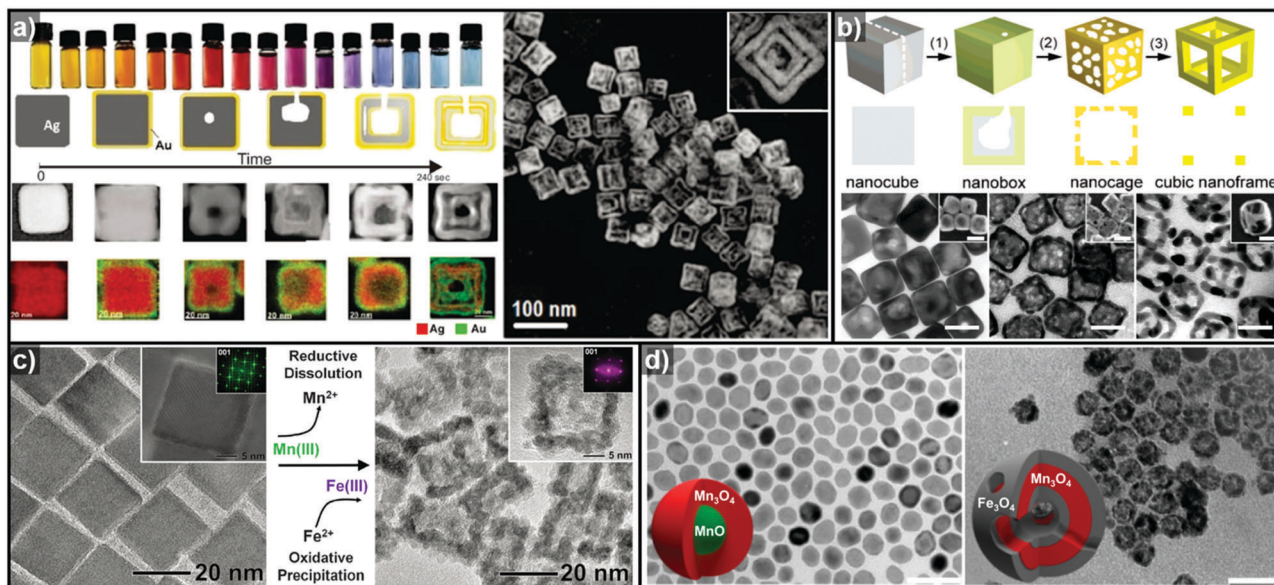 a)
Ag
Au
Time
0
240 sec
20 nm
20 nm
20 nm
20 nm
20 nm
Ag Au
100 nm
b)
(1) (2) (3)
nanocube nanobox nanocage cubic nanoframe
c)
001
5 nm
20 nm
Reductive
Dissolution
Mn²⁺
Mn(III)
Fe(III)
Fe²⁺
Oxidative
Precipitation
001
5 nm
20 nm
d)
Mn₃O₄
MnO
Fe₃O₄
Mn₃O₄